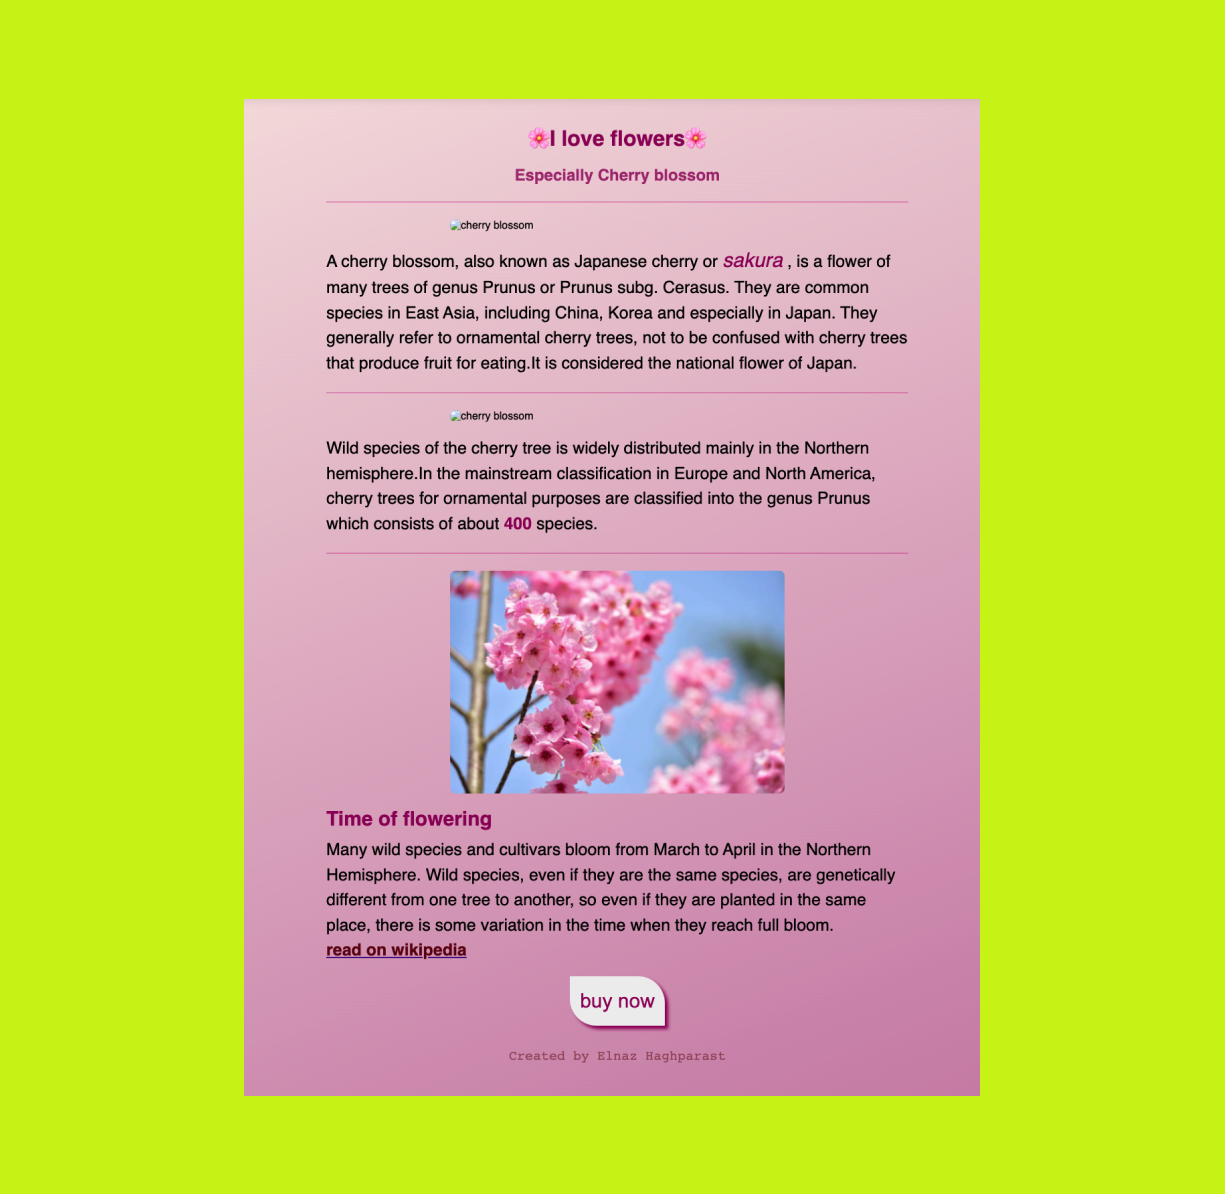 🌸I love flowers🌸
Especially Cherry blossom
cherry blossom
A cherry blossom, also known as Japanese cherry or sakura , is a flower of
many trees of genus Prunus or Prunus subg. Cerasus. They are common
species in East Asia, including China, Korea and especially in Japan. They
generally refer to ornamental cherry trees, not to be confused with cherry trees
that produce fruit for eating.It is considered the national flower of Japan.
cherry blossom
Wild species of the cherry tree is widely distributed mainly in the Northern
hemisphere.In the mainstream classification in Europe and North America,
cherry trees for ornamental purposes are classified into the genus Prunus
which consists of about 400 species.
Time of flowering
Many wild species and cultivars bloom from March to April in the Northern
Hemisphere. Wild species, even if they are the same species, are genetically
different from one tree to another, so even if they are planted in the same
place, there is some variation in the time when they reach full bloom.
read on wikipedia
buy now
Created by Elnaz Haghparast